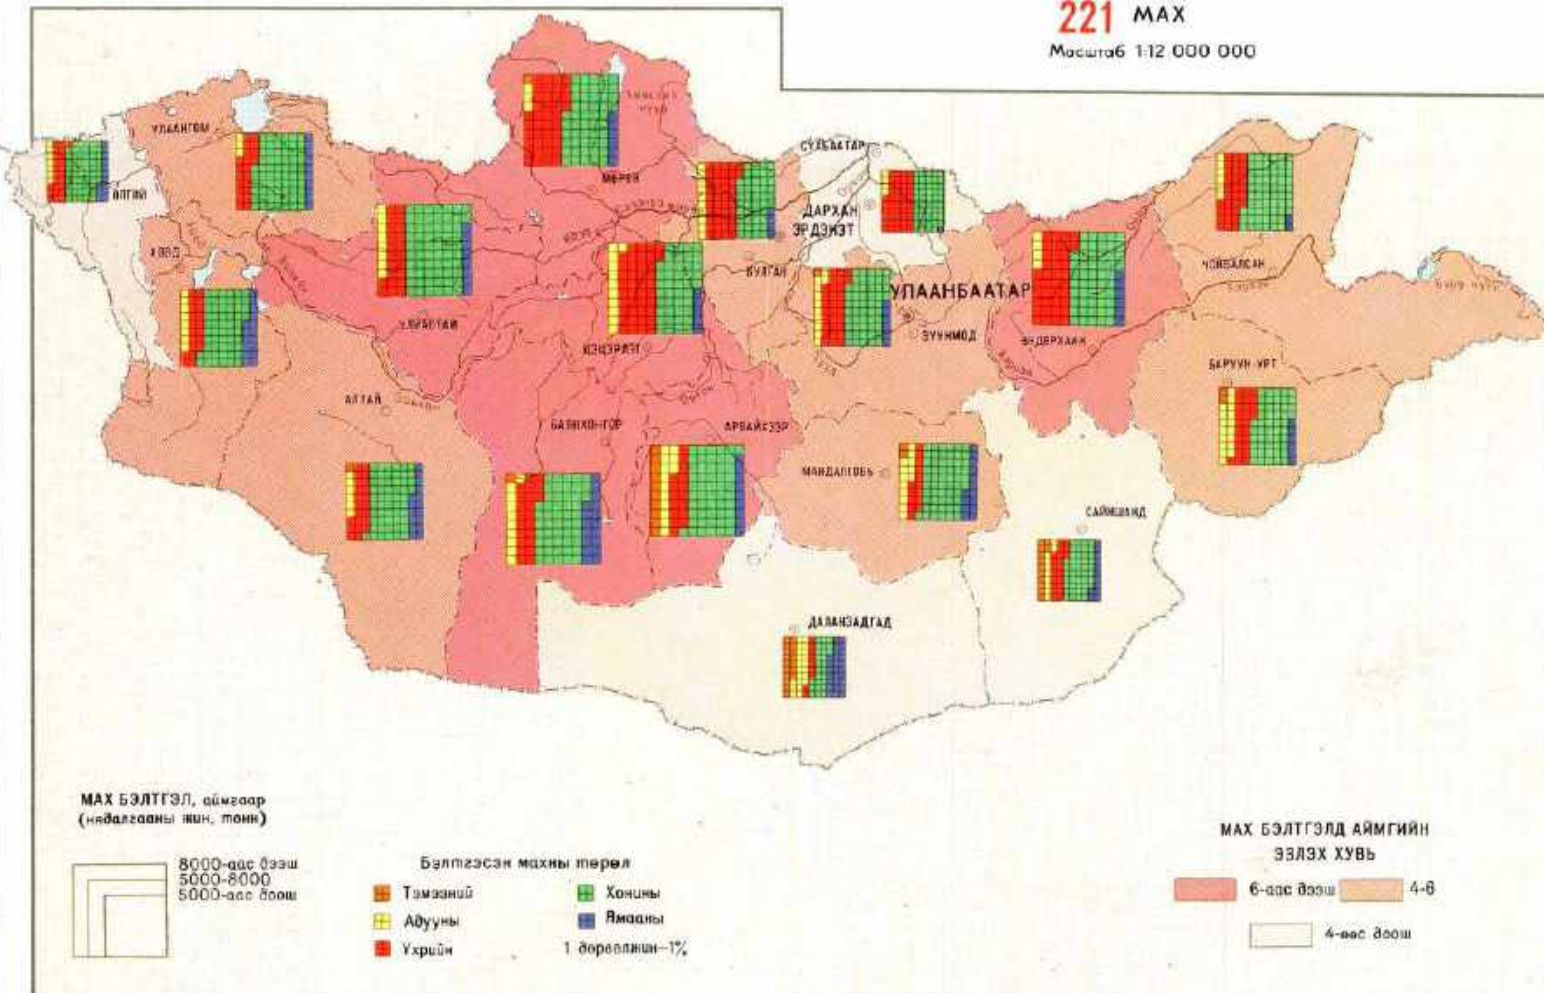 221 МАХ
Масштаб 1:12 000 000
УЛААНГОМ
ӨЛГИЙ
ХОВД
МӨРӨН
СҮХБААТАР
ДАРХАН
ЭРДЭНЭТ
БУЛГАН
УЛААНБААТАР
ЗУУНМОД
ЧОЙБАЛСАН
УЛИАСТАЙ
ЦЭЦЭРЛЭГ
ӨНДӨРХААН
БАРУУН-УРТ
АЛТАЙ
БАЯНХОНГОР
АРВАЙХЭЭР
МАНДАЛГОВЬ
САЙНШАНД
ДАЛАНЗАДГАД
МАХ БЭЛТГЭЛ, аймгаар
(нядалгааны жин, тонн)
8000-аас дээш
5000-8000
5000-аас доош
Бэлтгэсэн махны төрөл
Тэмээний
Адууны
Үхрийн
Хонины
Ямааны
1 дөрвөлжин—1%
МАХ БЭЛТГЭЛД АЙМГИЙН
ЭЗЛЭХ ХУВЬ
6-аас дээш
4-6
4-өөс доош